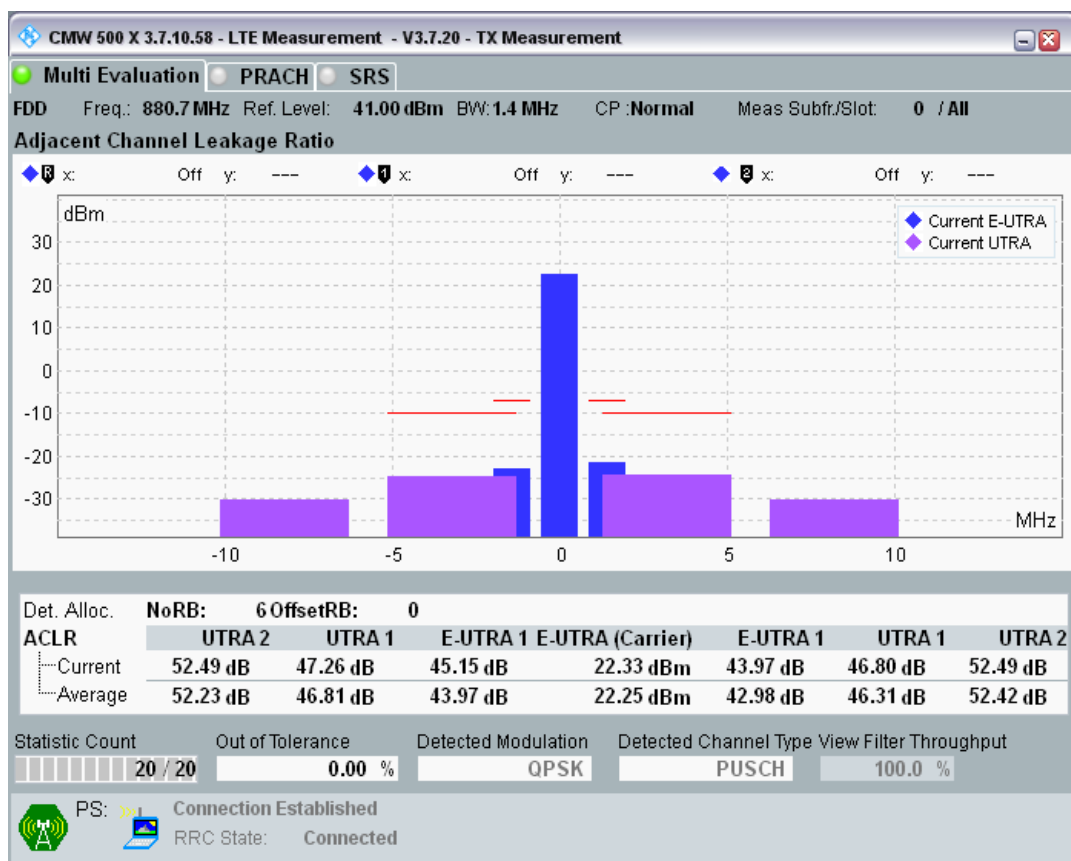 CMW 500 X 3.7.10.58 - LTE Measurement - V3.7.20 - TX Measurement
Multi Evaluation PRACH SRS
FDD Freq.: 880.7 MHz Ref. Level: 41.00 dBm BW: 1.4 MHz CP :Normal Meas Subfr./Slot: 0 / All
Adjacent Channel Leakage Ratio
R x: Off y: --- 1 x: Off y: --- 2 x: Off y: ---
dBm
Current E-UTRA
Current UTRA
30
20
10
0
-10
-20
-30
MHz
-10 -5 0 5 10
Det. Alloc. NoRB: 6 OffsetRB: 0
ACLR UTRA 2 UTRA 1 E-UTRA 1 E-UTRA (Carrier) E-UTRA 1 UTRA 1 UTRA 2
Current 52.49 dB 47.26 dB 45.15 dB 22.33 dBm 43.97 dB 46.80 dB 52.49 dB
Average 52.23 dB 46.81 dB 43.97 dB 22.25 dBm 42.98 dB 46.31 dB 52.42 dB
Statistic Count Out of Tolerance Detected Modulation Detected Channel Type View Filter Throughput
20 / 20 0.00 % QPSK PUSCH 100.0 %
PS: Connection Established
RRC State: Connected